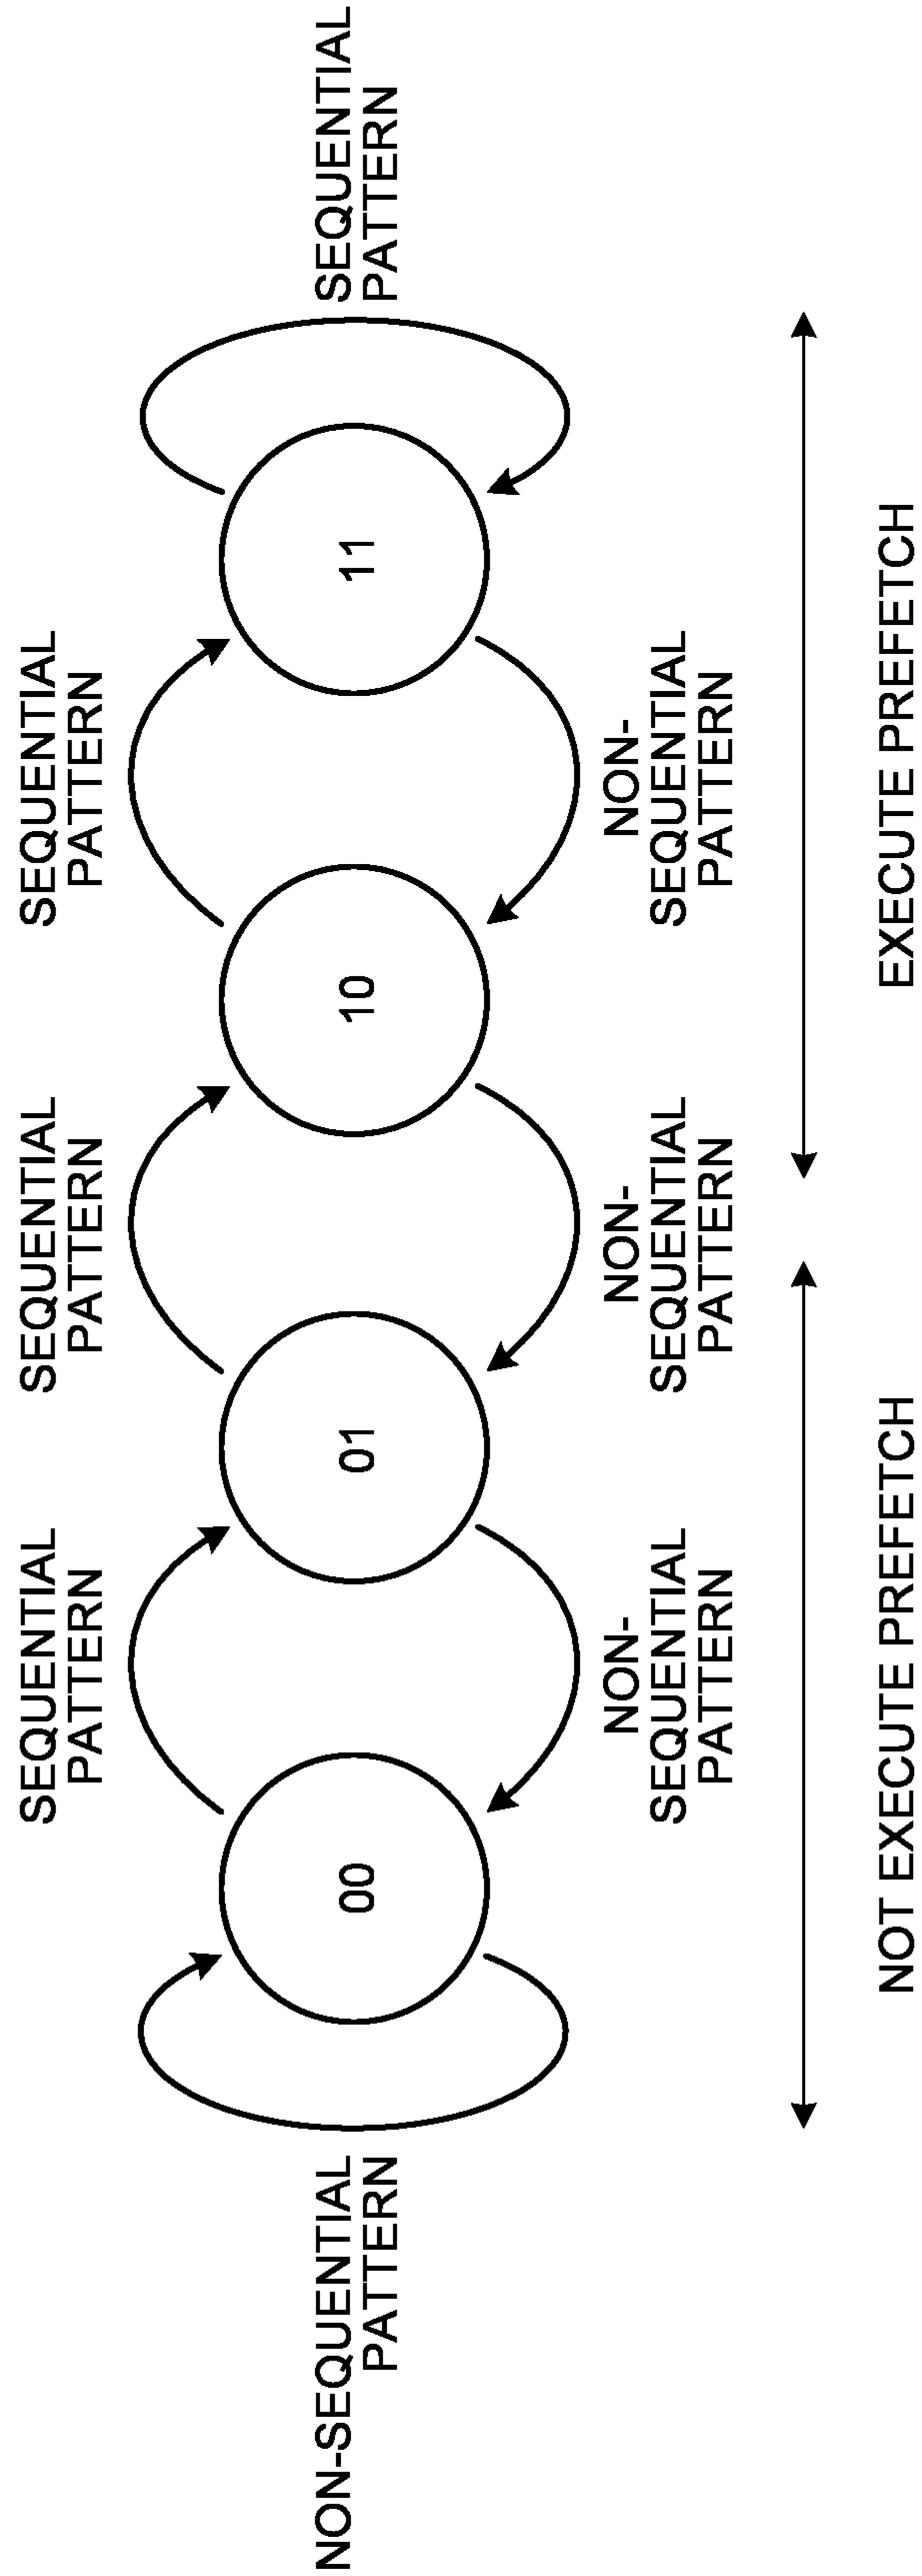 SEQUENTIAL
PATTERN
SEQUENTIAL
PATTERN
SEQUENTIAL
PATTERN
NON-SEQUENTIAL
PATTERN
00
01
10
11
SEQUENTIAL
PATTERN
NON-
SEQUENTIAL
PATTERN
NON-
SEQUENTIAL
PATTERN
NON-
SEQUENTIAL
PATTERN
NOT EXECUTE PREFETCH
EXECUTE PREFETCH